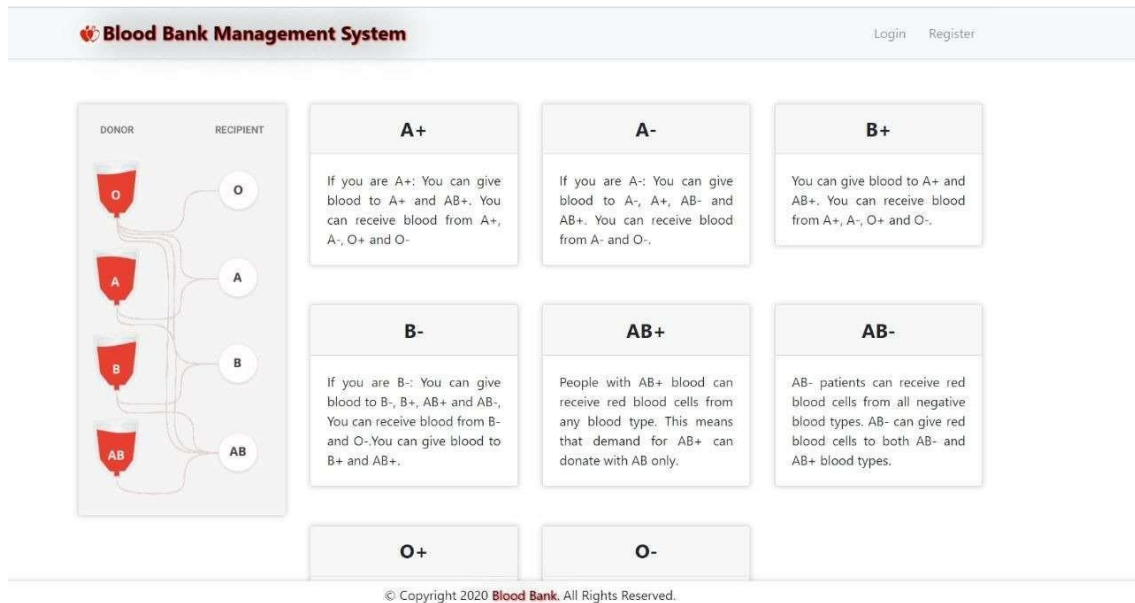 Blood Bank Management System
Login Register
DONOR RECIPIENT
O O
A A
B B
AB AB
A+
If you are A+: You can give
blood to A+ and AB+. You
can receive blood from A+,
A-, O+ and O-
A-
If you are A-: You can give
blood to A-, A+, AB- and
AB+. You can receive blood
from A- and O-.
B+
You can give blood to A+ and
AB+. You can receive blood
from A+, A-, O+ and O-.
B-
If you are B-: You can give
blood to B-, B+, AB+ and AB-,
You can receive blood from B-
and O-.You can give blood to
B+ and AB+.
AB+
People with AB+ blood can
receive red blood cells from
any blood type. This means
that demand for AB+ can
donate with AB only.
AB-
AB- patients can receive red
blood cells from all negative
blood types. AB- can give red
blood cells to both AB- and
AB+ blood types.
O+
O-
© Copyright 2020 Blood Bank. All Rights Reserved.